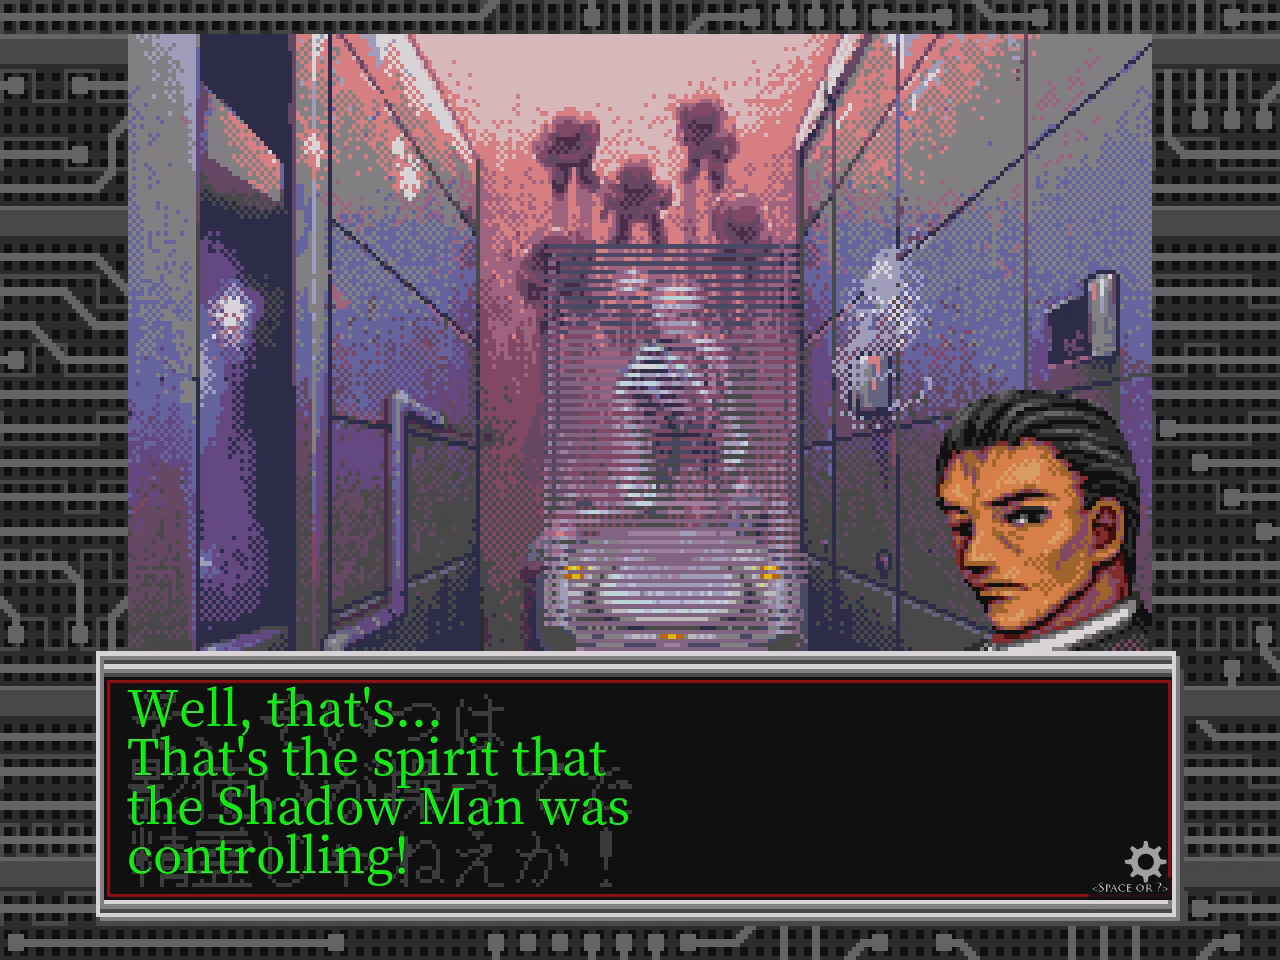 Well, that's...
That's the spirit that
the Shadow Man was
controlling!
<SPACE OR ?>